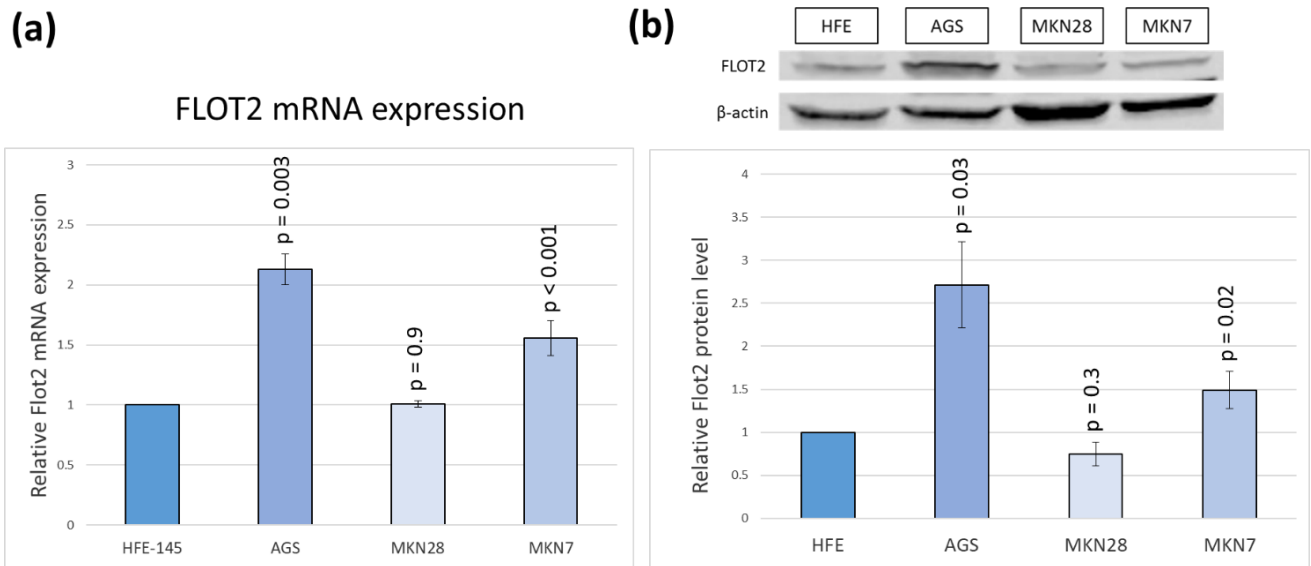 (a)
FLOT2 mRNA expression
Relative Flot2 mRNA expression
3
2.5
2
1.5
1
0.5
0
p = 0.003
p = 0.9
p < 0.001
HFE-145 AGS MKN28 MKN7
(b)
HFE AGS MKN28 MKN7
FLOT2
β-actin
Relative Flot2 protein level
4
3.5
3
2.5
2
1.5
1
0.5
0
p = 0.03
p = 0.3
p = 0.02
HFE AGS MKN28 MKN7